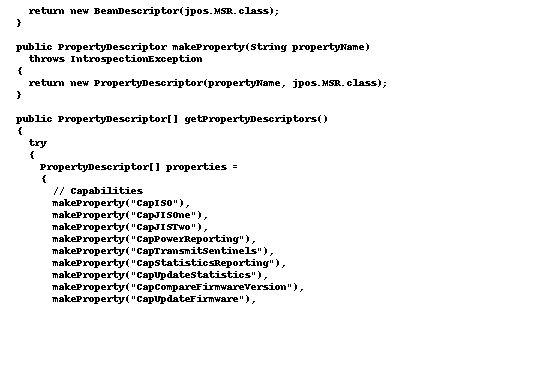 return new BeanDescriptor(jpos.MSR.class);
}
public PropertyDescriptor makeProperty(String propertyName)
throws IntrospectionException
{
return new PropertyDescriptor(propertyName, jpos.MSR.class);
}
public PropertyDescriptor[] getPropertyDescriptors()
{
try
{
PropertyDescriptor[] properties =
{
// Capabilities
makeProperty("CapISO"),
makeProperty("CapJISOne"),
makeProperty("CapJISTwo"),
makeProperty("CapPowerReporting"),
makeProperty("CapTransmitSentinels"),
makeProperty("CapStatisticsReporting"),
makeProperty("CapUpdateStatistics"),
makeProperty("CapCompareFirmwareVersion"),
makeProperty("CapUpdateFirmware"),